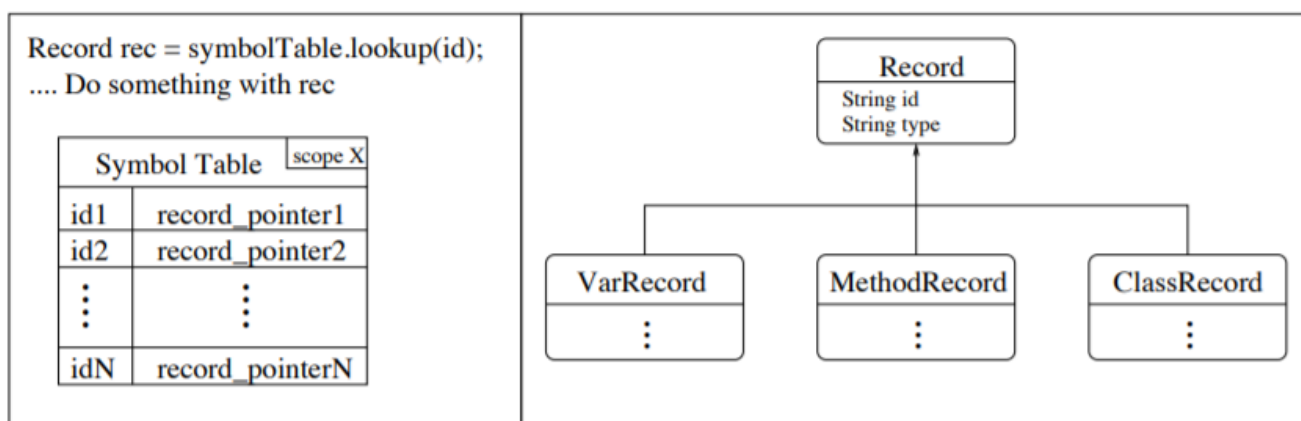 Record rec = symbolTable.lookup(id);
.... Do something with rec
Symbol Table scope X
id1 record_pointer1
id2 record_pointer2
idN record_pointerN
Record
String id
String type
VarRecord MethodRecord ClassRecord